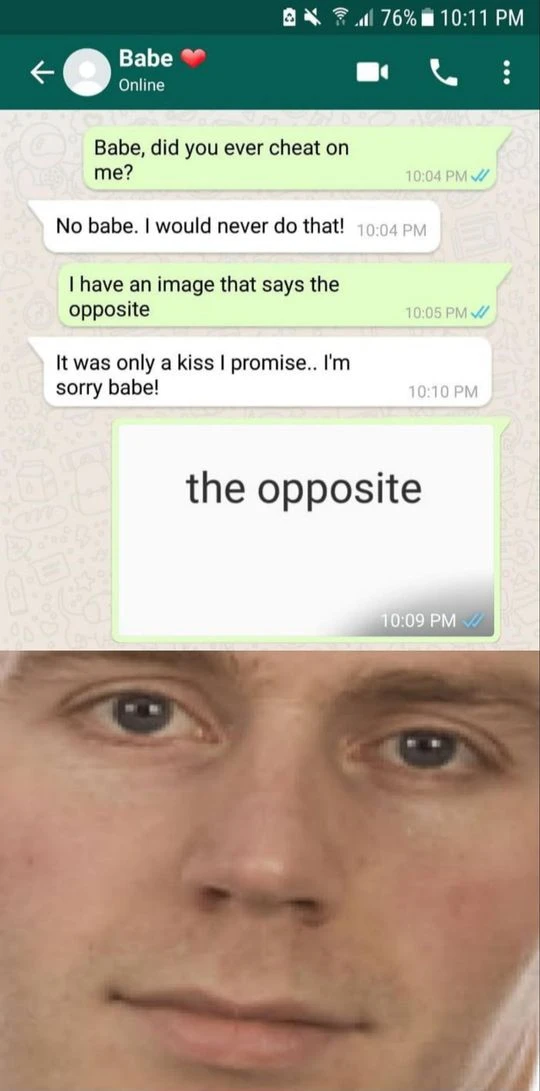 76% 10:11 PM
Babe ❤️
Online
Babe, did you ever cheat on
me?
10:04 PM
No babe. I would never do that! 10:04 PM
I have an image that says the
opposite
10:05 PM
It was only a kiss I promise.. I'm
sorry babe!
10:10 PM
the opposite
10:09 PM